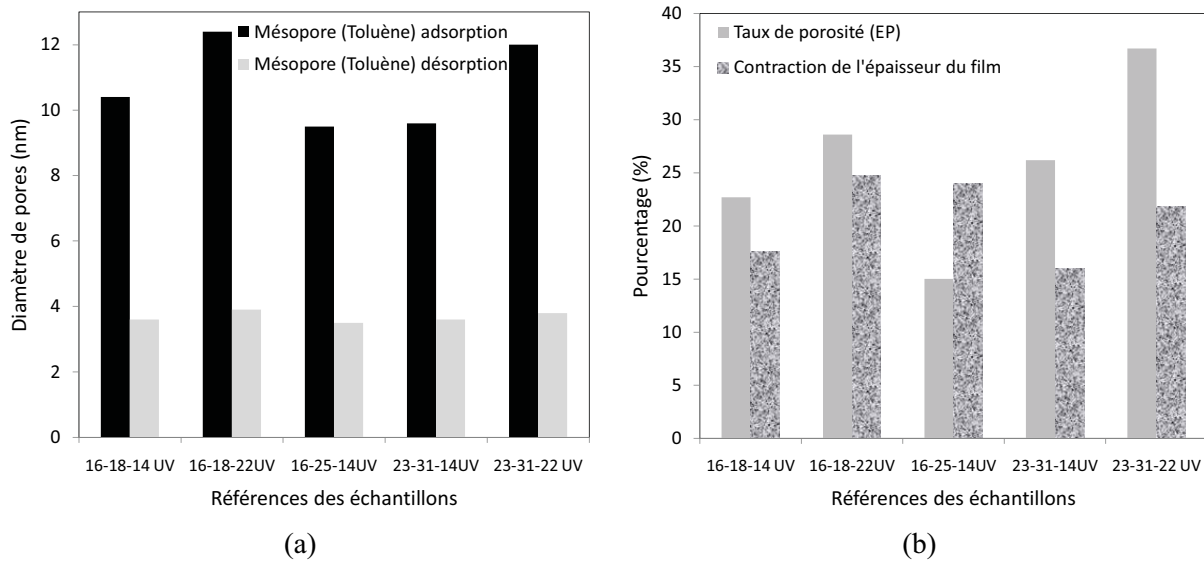 Mésopore (Toluène) adsorption
Mésopore (Toluène) désorption
Diamètre de pores (nm)
12
10
8
6
4
2
0
16-18-14 UV 16-18-22UV 16-25-14UV 23-31-14UV 23-31-22 UV
Références des échantillons
(a)
Taux de porosité (EP)
Contraction de l'épaisseur du film
Pourcentage (%)
40
35
30
25
20
15
10
5
0
16-18-14 UV 16-18-22UV 16-25-14UV 23-31-14UV 23-31-22 UV
Références des échantillons
(b)